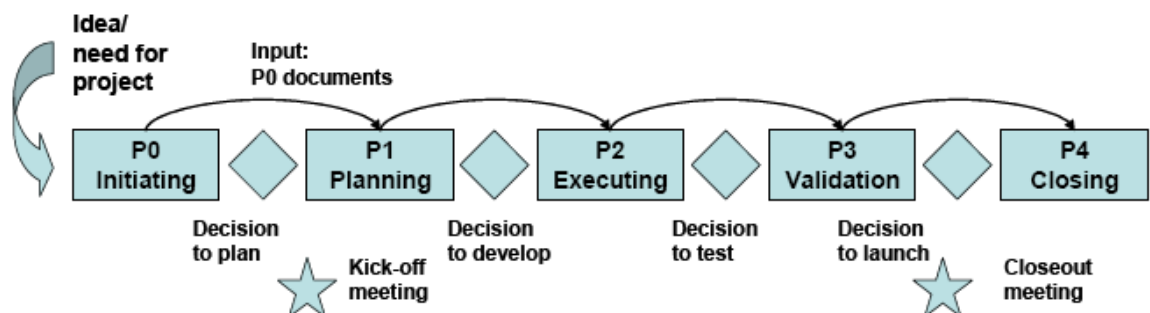 Idea/
need for
project
Input:
P0 documents
P0
Initiating
P1
Planning
P2
Executing
P3
Validation
P4
Closing
Decision
to plan
Decision
to develop
Decision
to test
Decision
to launch
Kick-off
meeting
Closeout
meeting